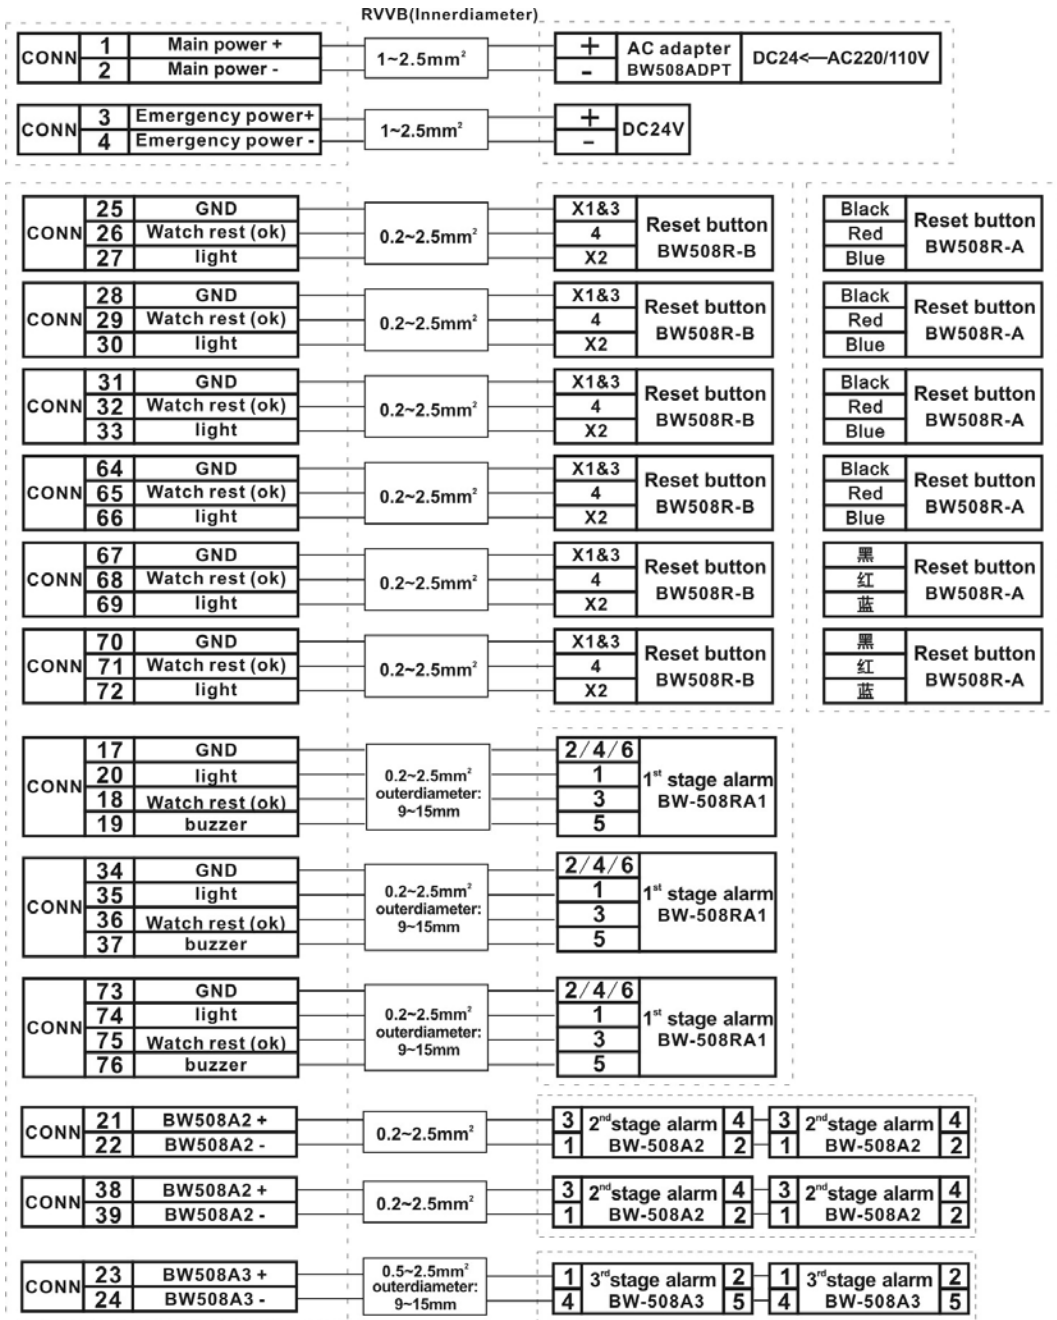 RVVB(Innerdiameter)
CONN 1 Main power + 1~2.5mm² + AC adapter BW508ADPT DC24<—AC220/110V
2 Main power - -
CONN 3 Emergency power+ 1~2.5mm² + DC24V
4 Emergency power - -
CONN 25 GND 0.2~2.5mm² X1&3 Reset button BW508R-B Black Reset button BW508R-A
26 Watch rest (ok) 4 Red
27 light X2 Blue
CONN 28 GND 0.2~2.5mm² X1&3 Reset button BW508R-B Black Reset button BW508R-A
29 Watch rest (ok) 4 Red
30 light X2 Blue
CONN 31 GND 0.2~2.5mm² X1&3 Reset button BW508R-B Black Reset button BW508R-A
32 Watch rest (ok) 4 Red
33 light X2 Blue
CONN 64 GND 0.2~2.5mm² X1&3 Reset button BW508R-B Black Reset button BW508R-A
65 Watch rest (ok) 4 Red
66 light X2 Blue
CONN 67 GND 0.2~2.5mm² X1&3 Reset button BW508R-B 黑 Reset button BW508R-A
68 Watch rest (ok) 4 红
69 light X2 蓝
CONN 70 GND 0.2~2.5mm² X1&3 Reset button BW508R-B 黑 Reset button BW508R-A
71 Watch rest (ok) 4 红
72 light X2 蓝
CONN 17 GND 0.2~2.5mm² outerdiameter: 9~15mm 2/4/6 1st stage alarm BW-508RA1
20 light 1
18 Watch rest (ok) 3
19 buzzer 5
CONN 34 GND 0.2~2.5mm² outerdiameter: 9~15mm 2/4/6 1st stage alarm BW-508RA1
35 light 1
36 Watch rest (ok) 3
37 buzzer 5
CONN 73 GND 0.2~2.5mm² outerdiameter: 9~15mm 2/4/6 1st stage alarm BW-508RA1
74 light 1
75 Watch rest (ok) 3
76 buzzer 5
CONN 21 BW508A2 + 0.2~2.5mm² 3 2nd stage alarm 4 3 2nd stage alarm 4
22 BW508A2 - 1 BW-508A2 2 1 BW-508A2 2
CONN 38 BW508A2 + 0.2~2.5mm² 3 2nd stage alarm 4 3 2nd stage alarm 4
39 BW508A2 - 1 BW-508A2 2 1 BW-508A2 2
CONN 23 BW508A3 + 0.5~2.5mm² outerdiameter: 9~15mm 1 3rd stage alarm 2 1 3rd stage alarm 2
24 BW508A3 - 4 BW-508A3 5 4 BW-508A3 5